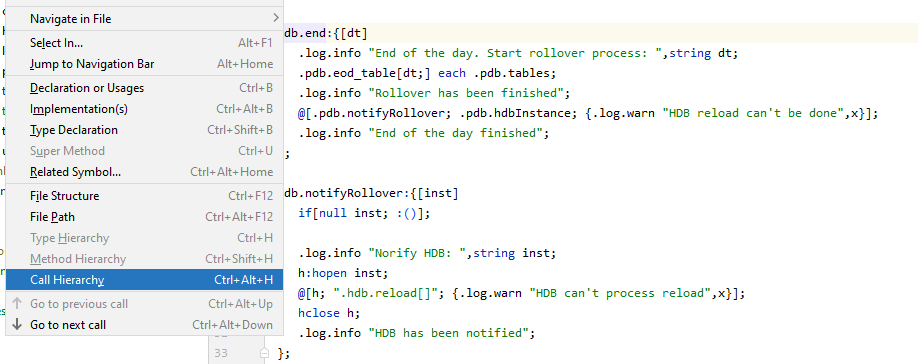 Navigate in File
Select In... Alt+F1
Jump to Navigation Bar Alt+Home
Declaration or Usages Ctrl+B
Implementation(s) Ctrl+Alt+B
Type Declaration Ctrl+Shift+B
Super Method Ctrl+U
Related Symbol... Ctrl+Alt+Home
File Structure Ctrl+F12
File Path Ctrl+Alt+F12
Type Hierarchy Ctrl+H
Method Hierarchy Ctrl+Shift+H
Call Hierarchy Ctrl+Alt+H
Go to previous call Ctrl+Alt+Up
Go to next call Ctrl+Alt+Down
db.end:{[dt]
.log.info "End of the day. Start rollover process: ",string dt;
.pdb.eod_table[dt;] each .pdb.tables;
.log.info "Rollover has been finished";
@[.pdb.notifyRollover; .pdb.hdbInstance; {.log.warn "HDB reload can't be done",x}];
.log.info "End of the day finished";
;
db.notifyRollover:{[inst]
if[null inst; :()];
.log.info "Norify HDB: ",string inst;
h:hopen inst;
@[h; ".hdb.reload[]"; {.log.warn "HDB can't process reload",x}];
hclose h;
.log.info "HDB has been notified";
33 };